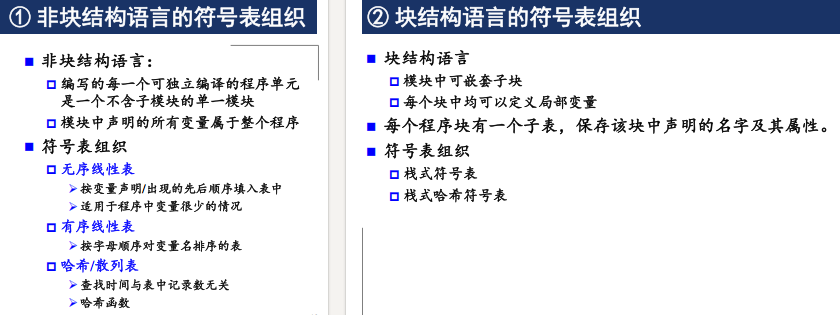 ① 非块结构语言的符号表组织
非块结构语言：
编写的每一个可独立编译的程序单元
是一个不含子模块的单一模块
模块中声明的所有变量属于整个程序
符号表组织
无序线性表
按变量声明/出现的先后顺序填入表中
适用于程序中变量很少的情况
有序线性表
按字母顺序对变量名排序的表
哈希/散列表
查找时间与表中记录数无关
哈希函数
② 块结构语言的符号表组织
块结构语言
模块中可嵌套子块
每个块中均可以定义局部变量
每个程序块有一个子表，保存该块中声明的名字及其属性。
符号表组织
栈式符号表
栈式哈希符号表